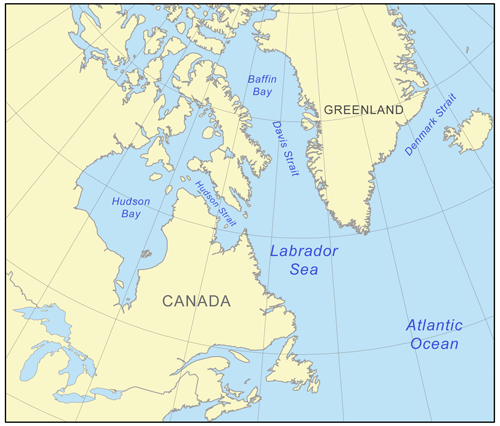 Baffin
Bay
GREENLAND
Denmark Strait
Davis Strait
Hudson Strait
Hudson
Bay
Labrador
Sea
CANADA
Atlantic
Ocean